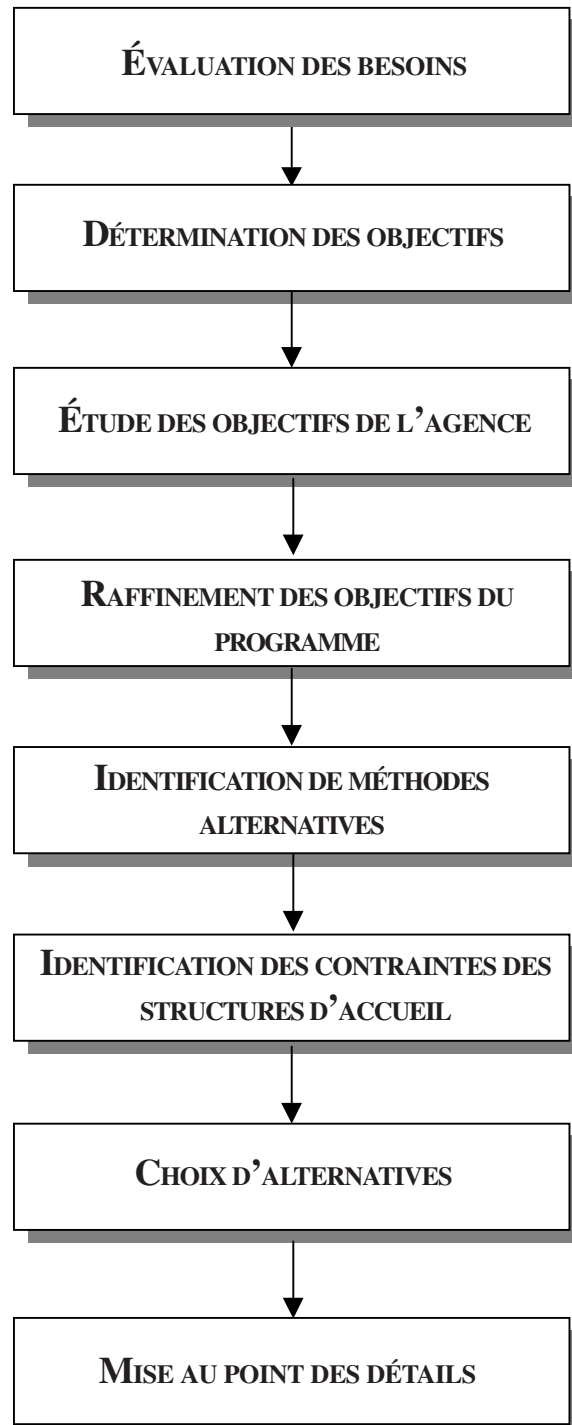 ÉVALUATION DES BESOINS
DÉTERMINATION DES OBJECTIFS
ÉTUDE DES OBJECTIFS DE L’AGENCE
RAFFINEMENT DES OBJECTIFS DU
PROGRAMME
IDENTIFICATION DE MÉTHODES
ALTERNATIVES
IDENTIFICATION DES CONTRAINTES DES
STRUCTURES D’ACCUEIL
CHOIX D’ALTERNATIVES
MISE AU POINT DES DÉTAILS